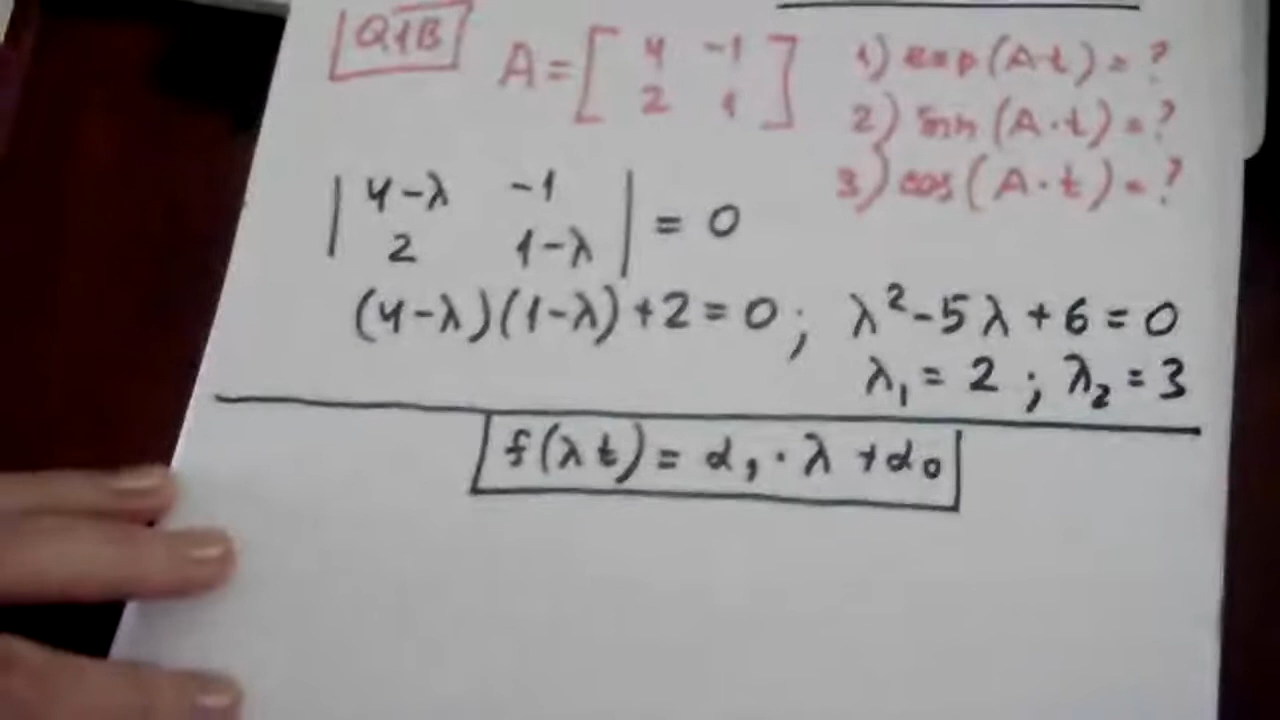 Q1B A = [ 4 -1 1) exp(A·t) = ?
2 1 ] 2) sin(A·t) = ?
3) cos(A·t) = ?
| 4-λ -1
2 1-λ | = 0
(4-λ)(1-λ)+2=0; λ²-5λ+6=0
λ₁ = 2 ; λ₂ = 3
f(λt) = α₁·λ + α₀